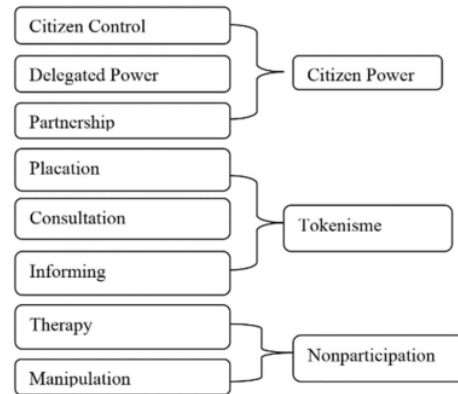 Citizen Control
Delegated Power
Citizen Power
Partnership
Placation
Consultation
Tokenisme
Informing
Therapy
Nonparticipation
Manipulation